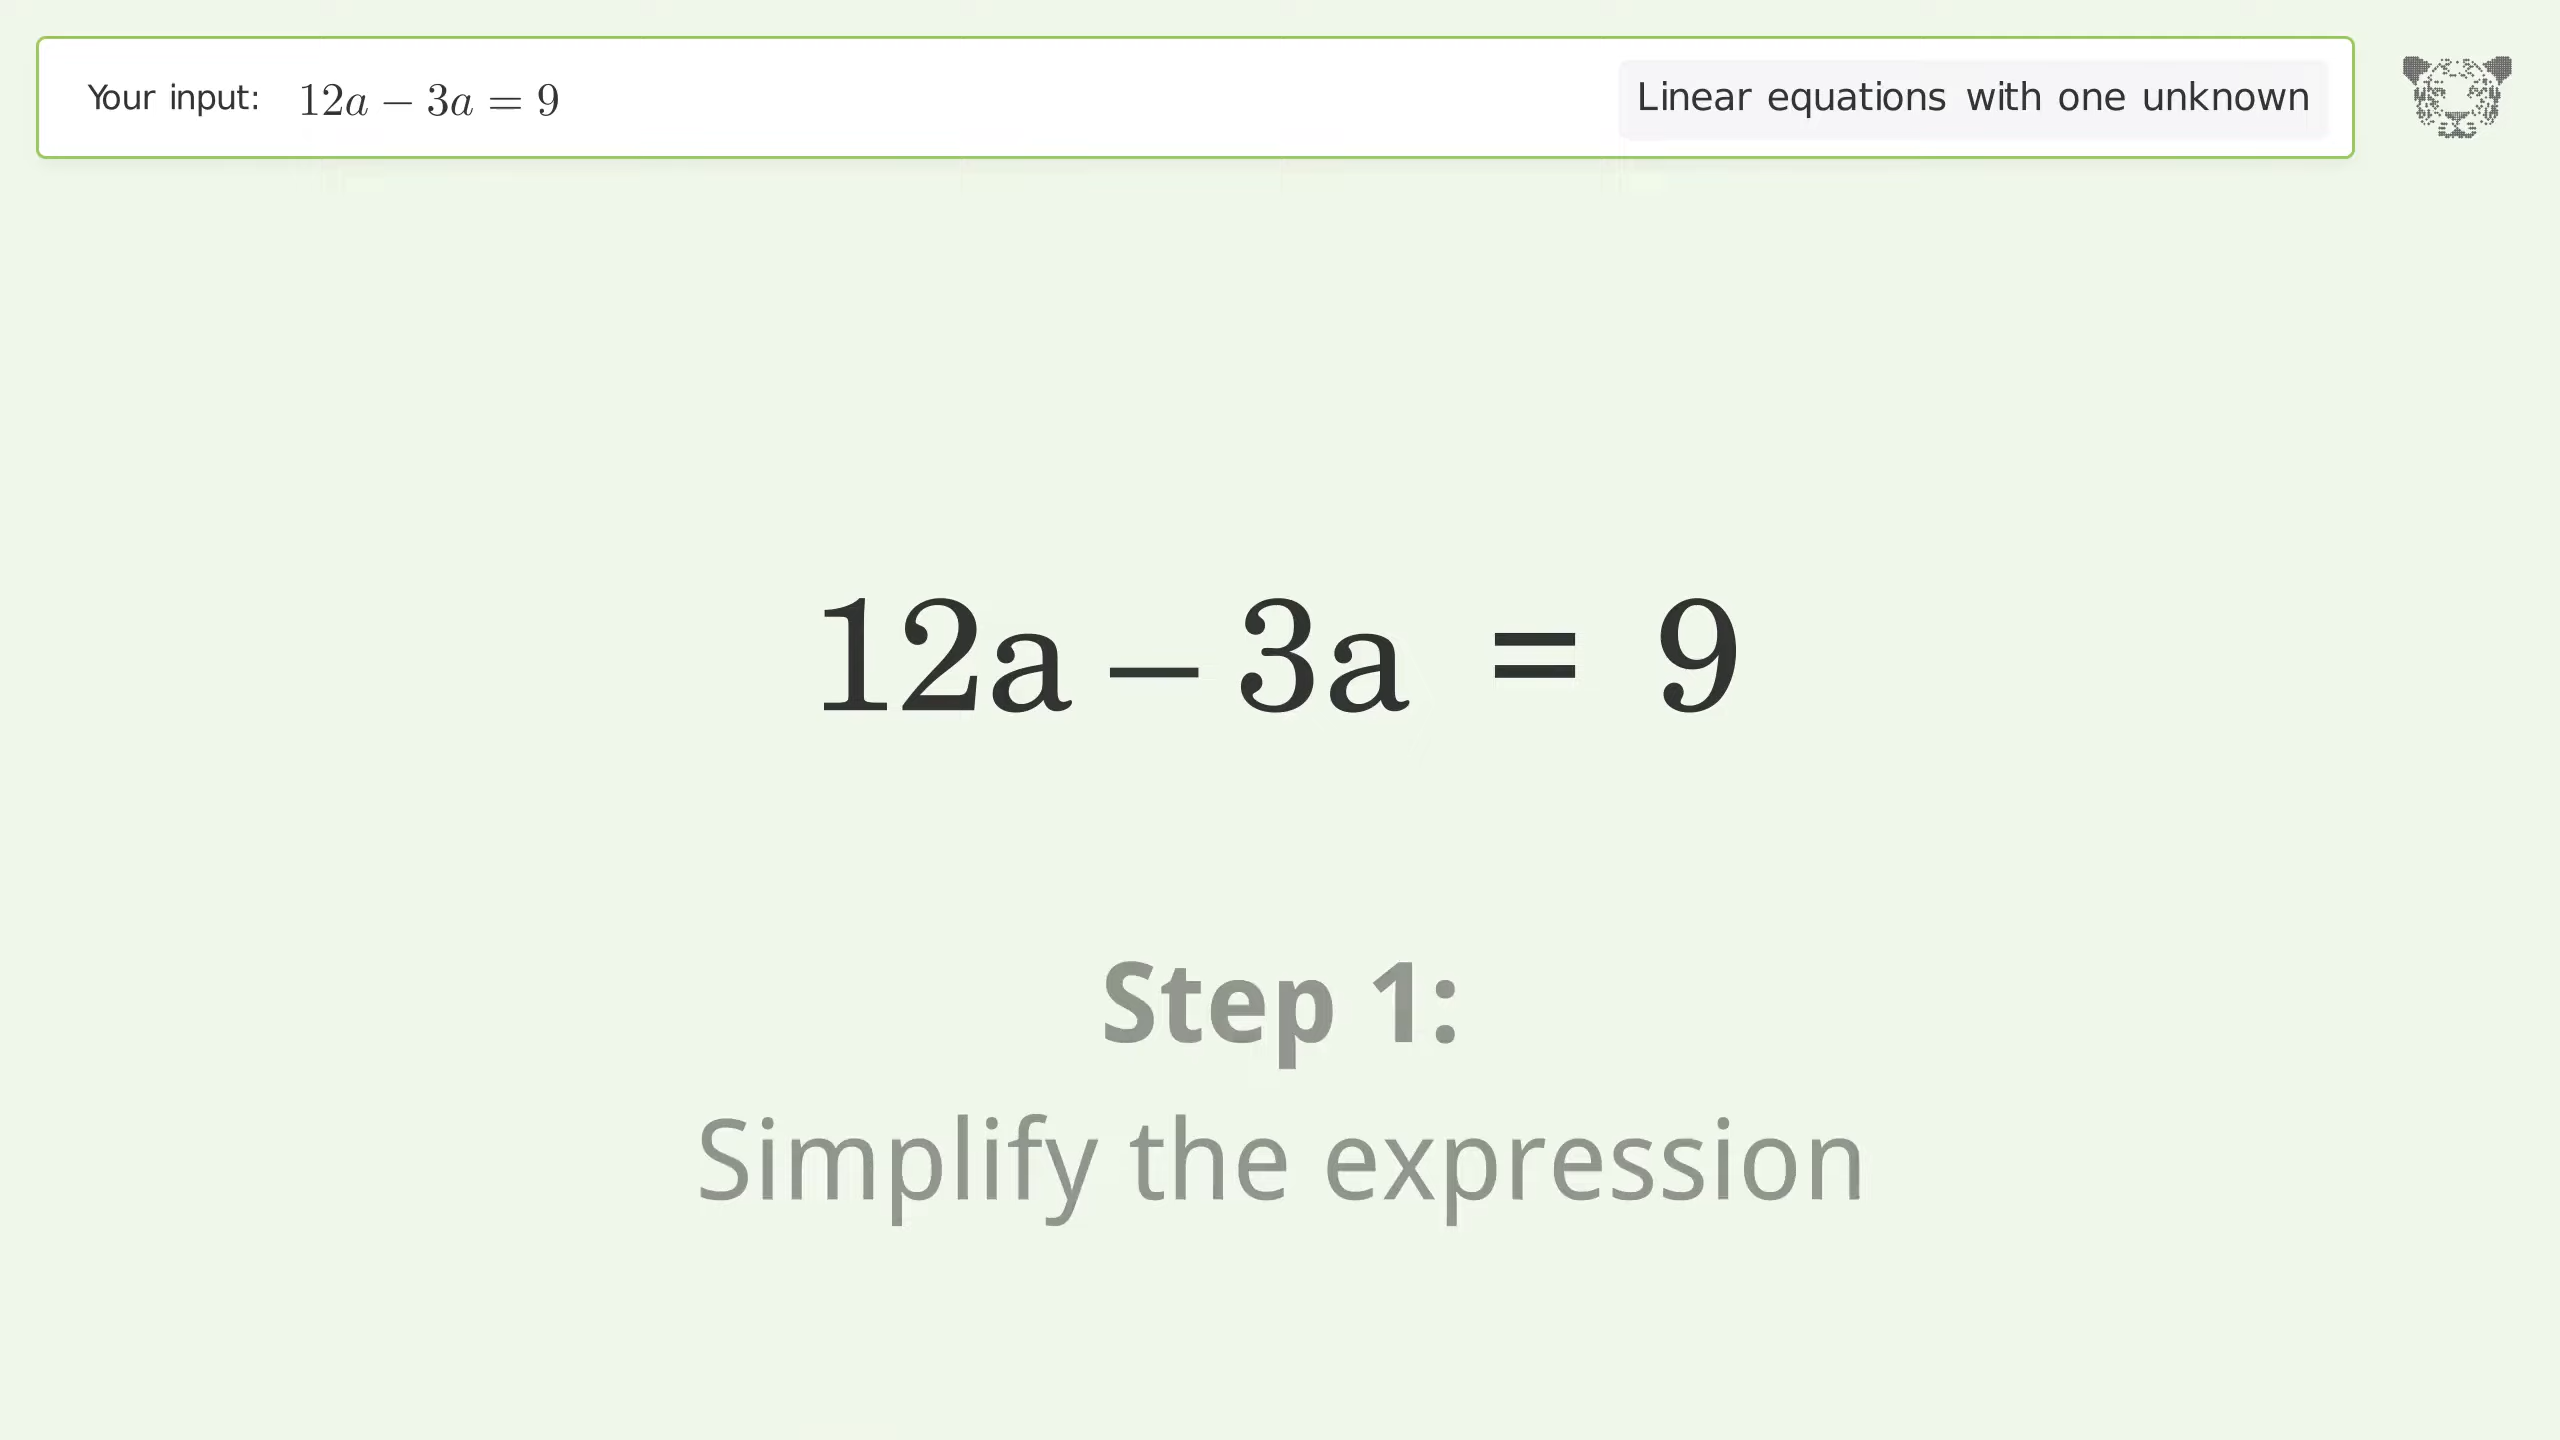 Your input: 12a − 3a = 9
Linear equations with one unknown
12a – 3a = 9
Step 1:
Simplify the expression